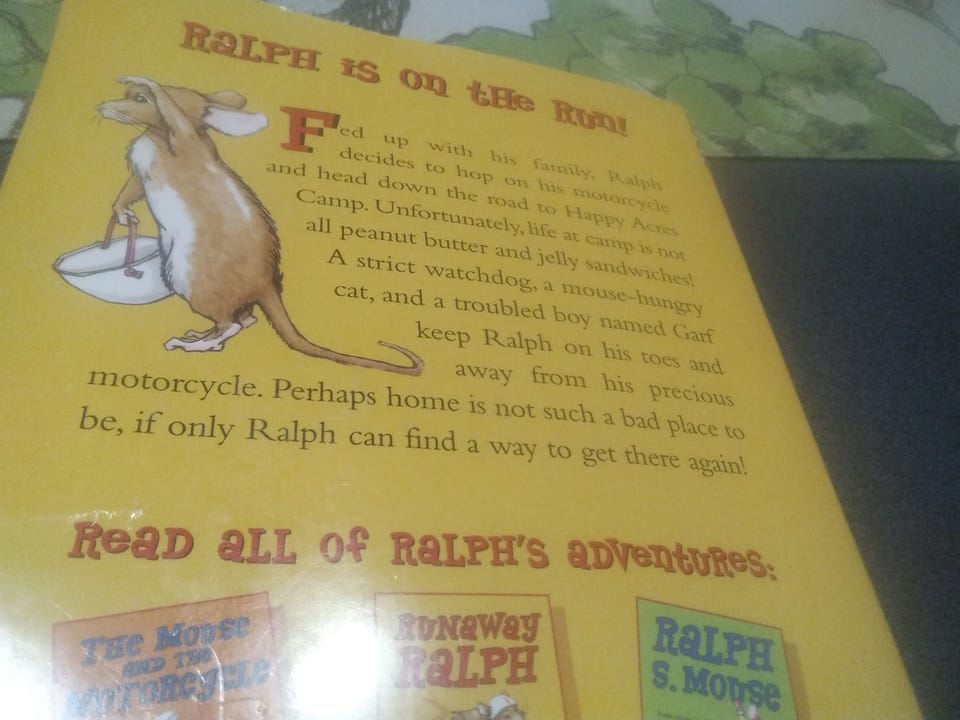 RALPH is on the Run!
Fed up with his family, Ralph
decides to hop on his motorcycle
and head down the road to Happy Acres
Camp. Unfortunately, life at camp is not
all peanut butter and jelly sandwiches!
A strict watchdog, a mouse-hungry
cat, and a troubled boy named Garf
keep Ralph on his toes and
away from his precious
motorcycle. Perhaps home is not such a bad place to
be, if only Ralph can find a way to get there again!
Read all of Ralph's adventures:
The Mouse
and the
Motorcycle
Runaway
Ralph
Ralph
S. Mouse